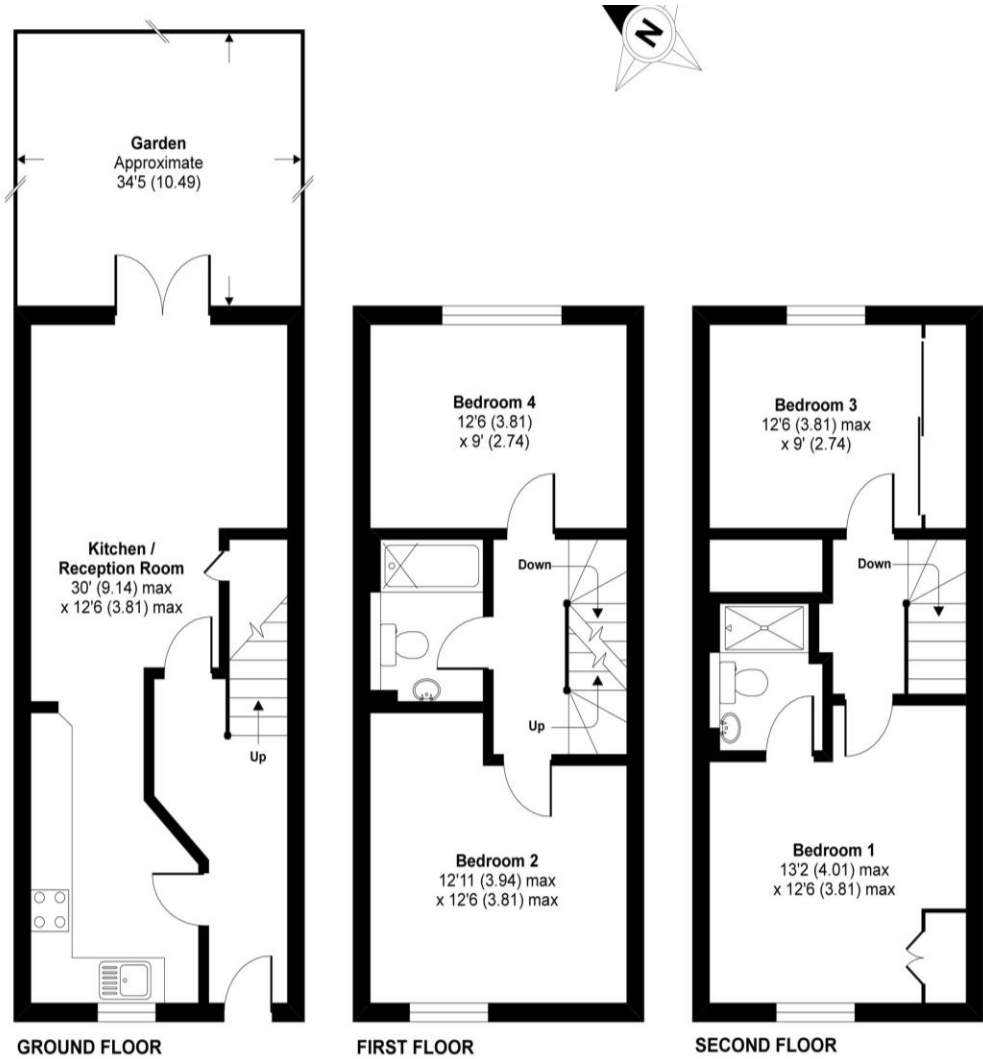 N
Garden
Approximate
34'5 (10.49)
Kitchen /
Reception Room
30' (9.14) max
x 12'6 (3.81) max
Up
GROUND FLOOR
Bedroom 4
12'6 (3.81)
x 9' (2.74)
Down
Up
Bedroom 2
12'11 (3.94) max
x 12'6 (3.81) max
FIRST FLOOR
Bedroom 3
12'6 (3.81) max
x 9' (2.74)
Down
Bedroom 1
13'2 (4.01) max
x 12'6 (3.81) max
SECOND FLOOR